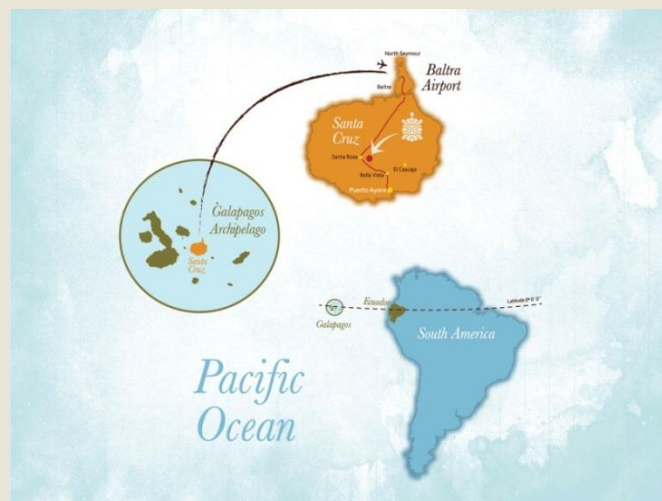 North Seymour
Baltra
Airport
Baltra
Santa
Cruz
Santa Rosa
El Cascajo
Bella Vista
Puerto Ayora
Galapagos
Archipelago
Santa
Cruz
Ecuador
Latitude 0° 0' 0"
Galapagos
South America
Pacific
Ocean